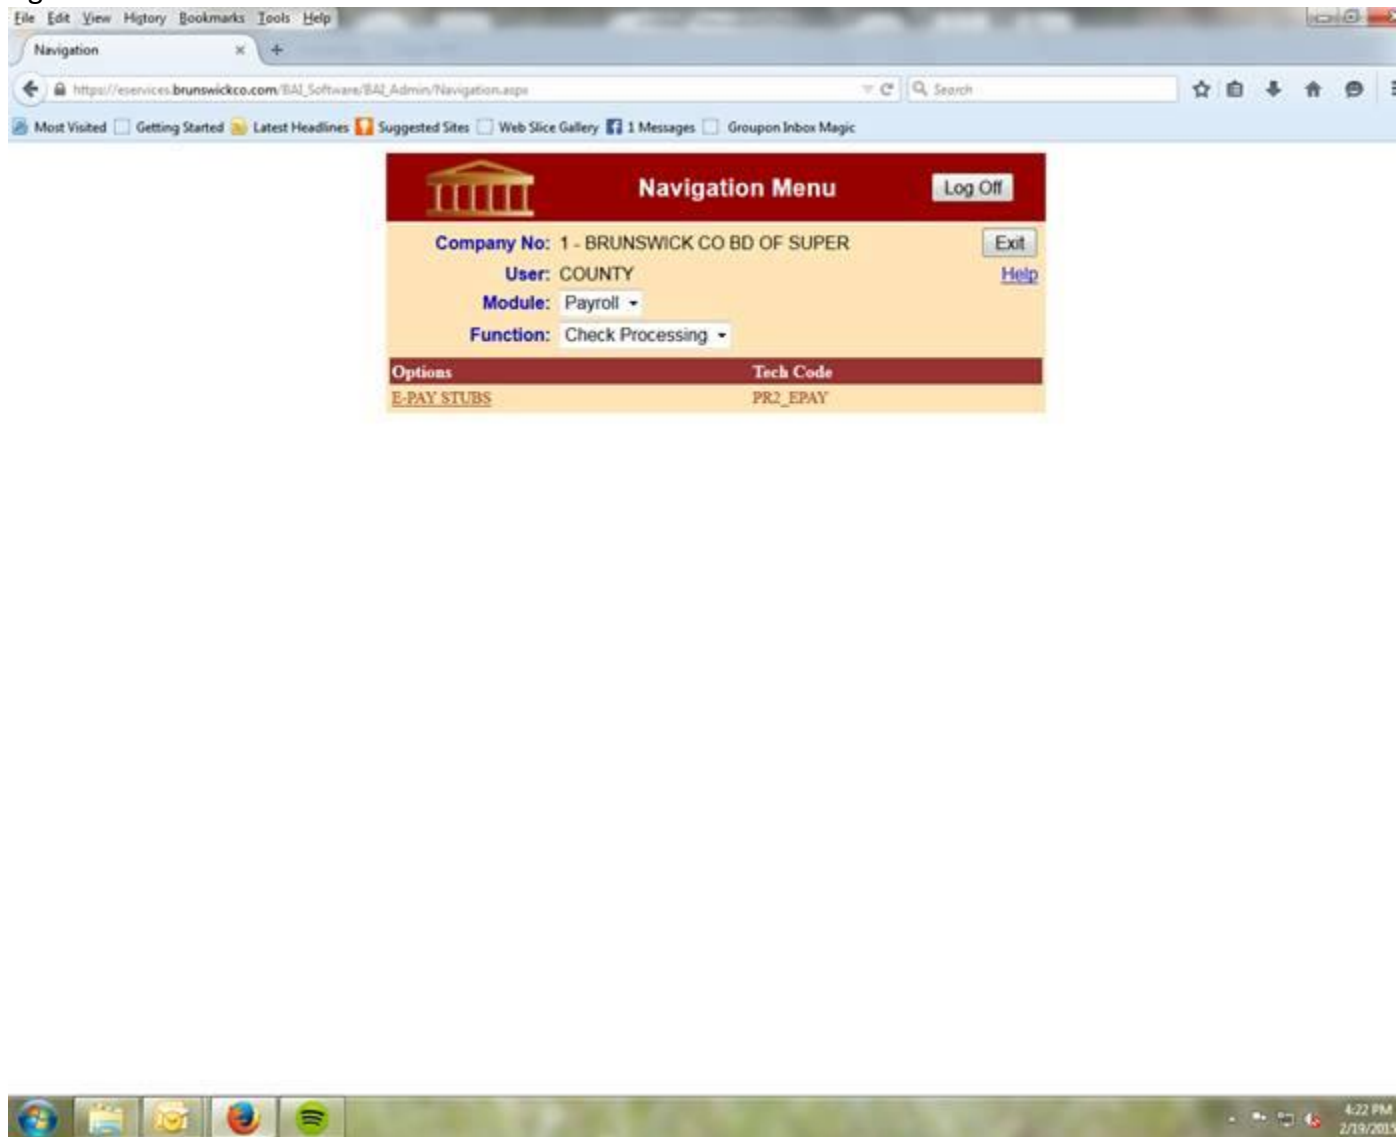 File Edit View History Bookmarks Tools Help
Navigation × +
https://eservices.brunswickco.com/BAI_Software/BAI_Admin/Navigation.aspx Search
Most Visited Getting Started Latest Headlines Suggested Sites Web Slice Gallery 1 Messages Groupon Inbox Magic
Navigation Menu Log Off
Company No: 1 - BRUNSWICK CO BD OF SUPER Exit
User: COUNTY Help
Module: Payroll
Function: Check Processing
Options Tech Code
E-PAY STUBS PR2_EPAY
4:22 PM